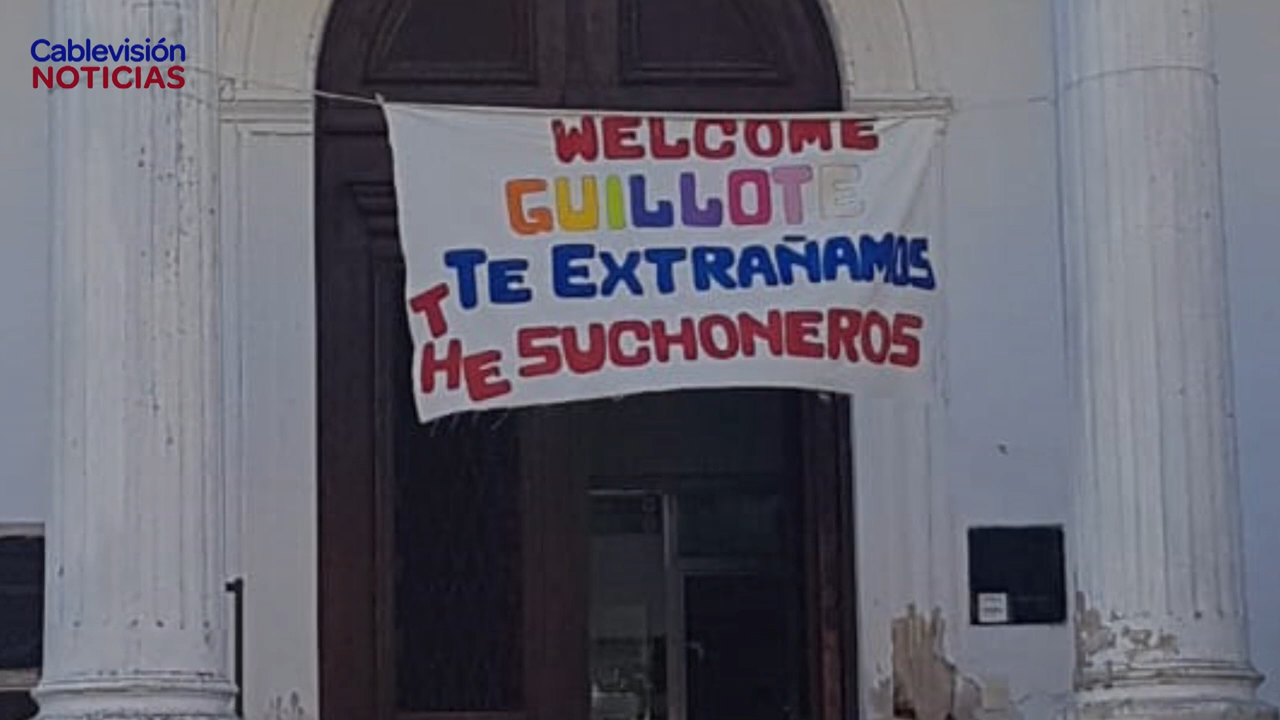 Cablevisión
NOTICIAS
WELCOME
GUILLOTE
TE EXTRAÑAMOS
THE SUCHONEROS